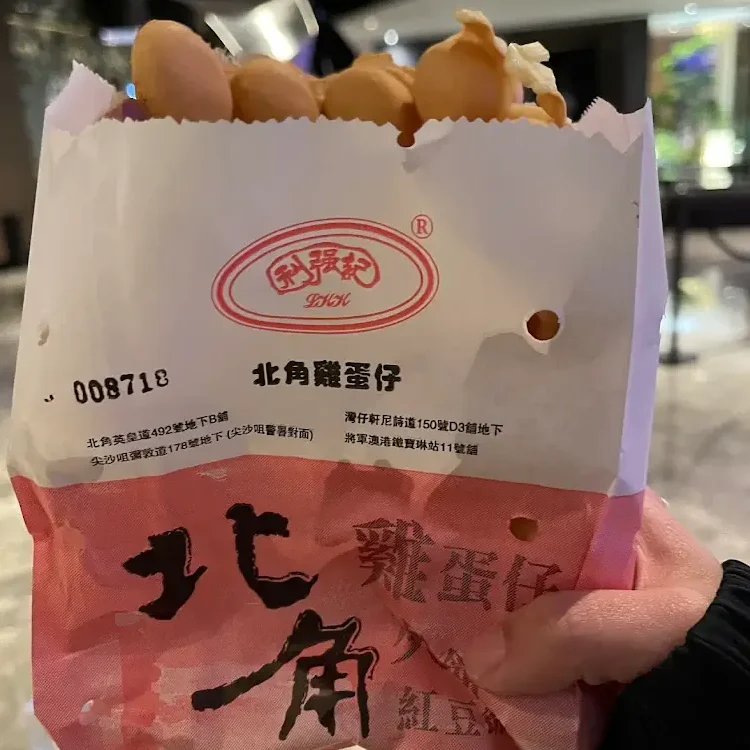 ®
利强記
LKK
北角雞蛋仔
008718
北角英皇道492號地下B舖
尖沙咀彌敦道178號地下 (尖沙咀警署對面)
灣仔軒尼詩道150號D3舖地下
將軍澳港鐵寶琳站11號舖
北角
雞蛋仔
紅豆